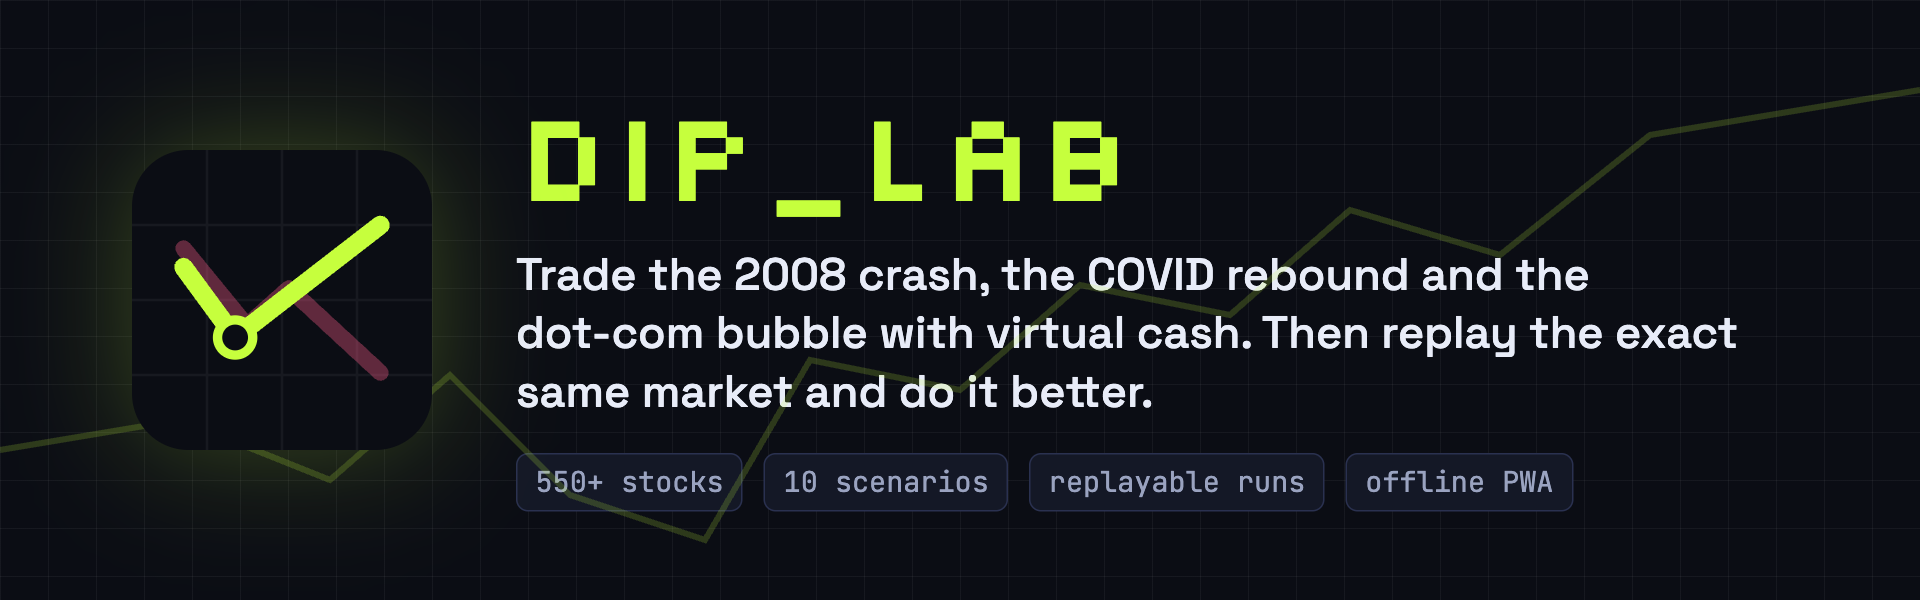 DIP_LAB
Trade the 2008 crash, the COVID rebound and the
dot-com bubble with virtual cash. Then replay the exact
same market and do it better.
550+ stocks
10 scenarios
replayable runs
offline PWA